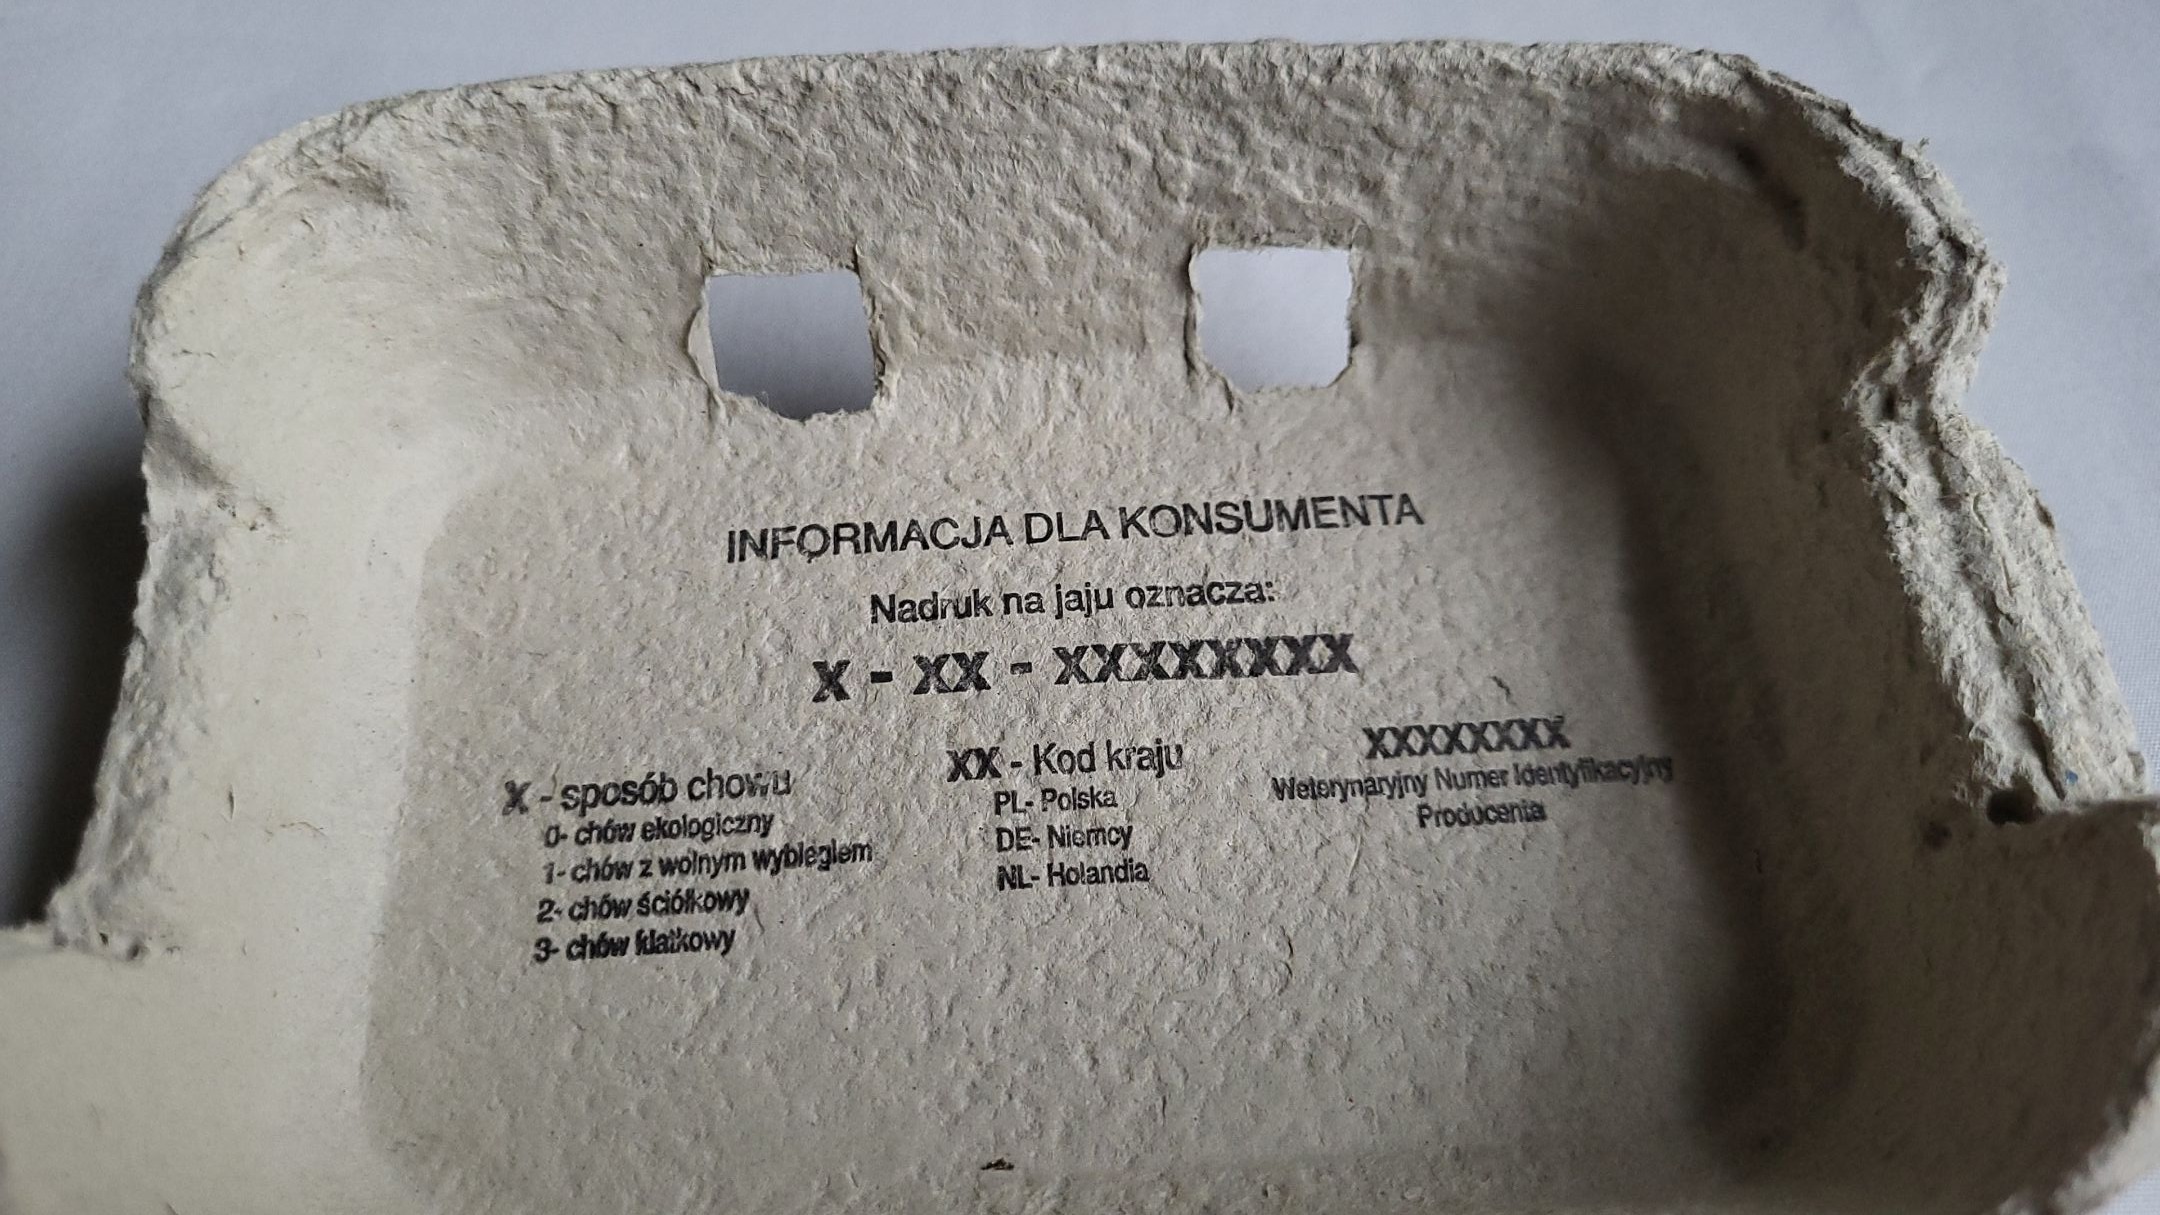 INFORMACJA DLA KONSUMENTA
Nadruk na jaju oznacza:
X - XX - XXXXXXXX
X - sposób chowu
0- chów ekologiczny
1- chów z wolnym wybiegiem
2- chów ściółkowy
3- chów klatkowy
XX - Kod kraju
PL- Polska
DE- Niemcy
NL- Holandia
XXXXXXXX
Weterynaryjny Numer Identyfikacyjny
Producenta